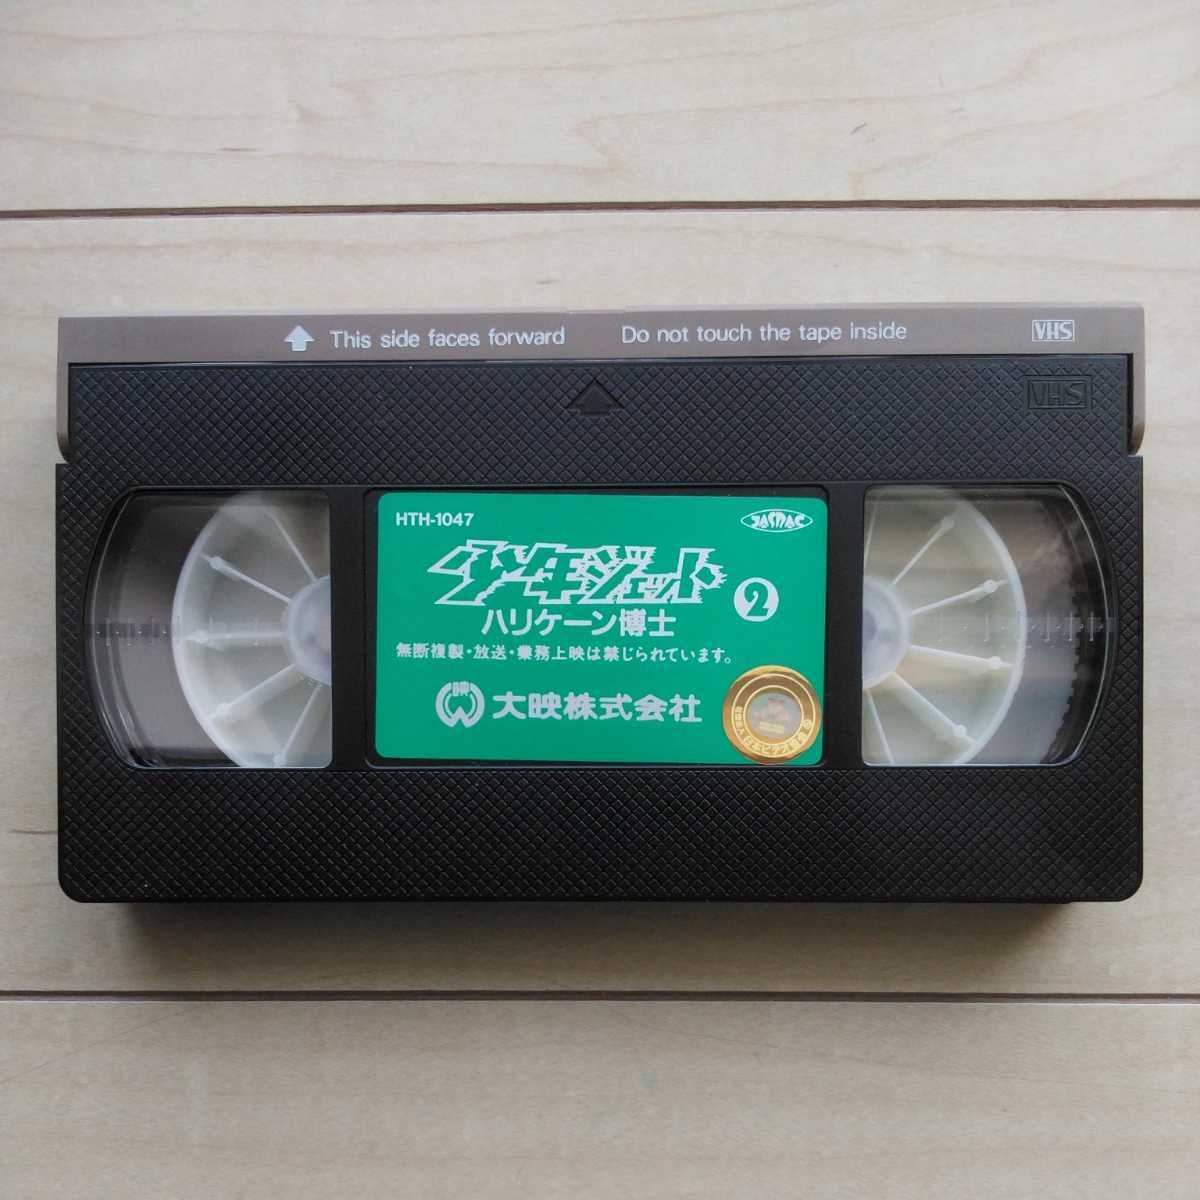 This side faces forward
Do not touch the tape inside
VHS
VHS
HTH-1047
JASRAC
少年ジェット
ハリケーン博士
2
無断複製・放送・業務上映は禁じられています。
映
大映株式会社